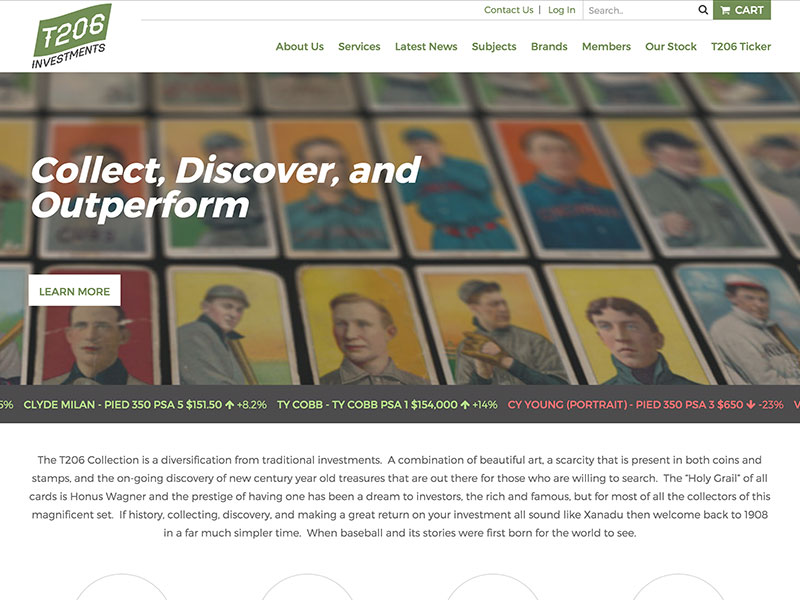 T206
INVESTMENTS
Contact Us | Log In Search.. CART
About Us Services Latest News Subjects Brands Members Our Stock T206 Ticker
Collect, Discover, and
Outperform
LEARN MORE
5% CLYDE MILAN - PIED 350 PSA 5 $151.50 +8.2% TY COBB - TY COBB PSA 1 $154,000 +14% CY YOUNG (PORTRAIT) - PIED 350 PSA 3 $650 -23% V
The T206 Collection is a diversification from traditional investments. A combination of beautiful art, a scarcity that is present in both coins and
stamps, and the on-going discovery of new century year old treasures that are out there for those who are willing to search. The "Holy Grail" of all
cards is Honus Wagner and the prestige of having one has been a dream to investors, the rich and famous, but for most of all the collectors of this
magnificent set. If history, collecting, discovery, and making a great return on your investment all sound like Xanadu then welcome back to 1908
in a far much simpler time. When baseball and its stories were first born for the world to see.